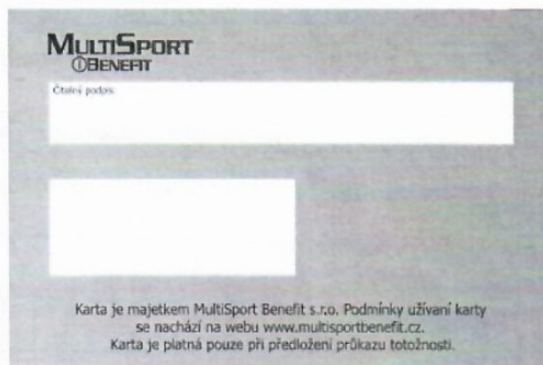 MULTISPORT
BENEFIT
Čitelný podpis:
Karta je majetkem MultiSport Benefit s.r.o. Podmínky užívaní karty
se nachází na webu www.multisportbenefit.cz.
Karta je platná pouze při předložení průkazu totožnosti.